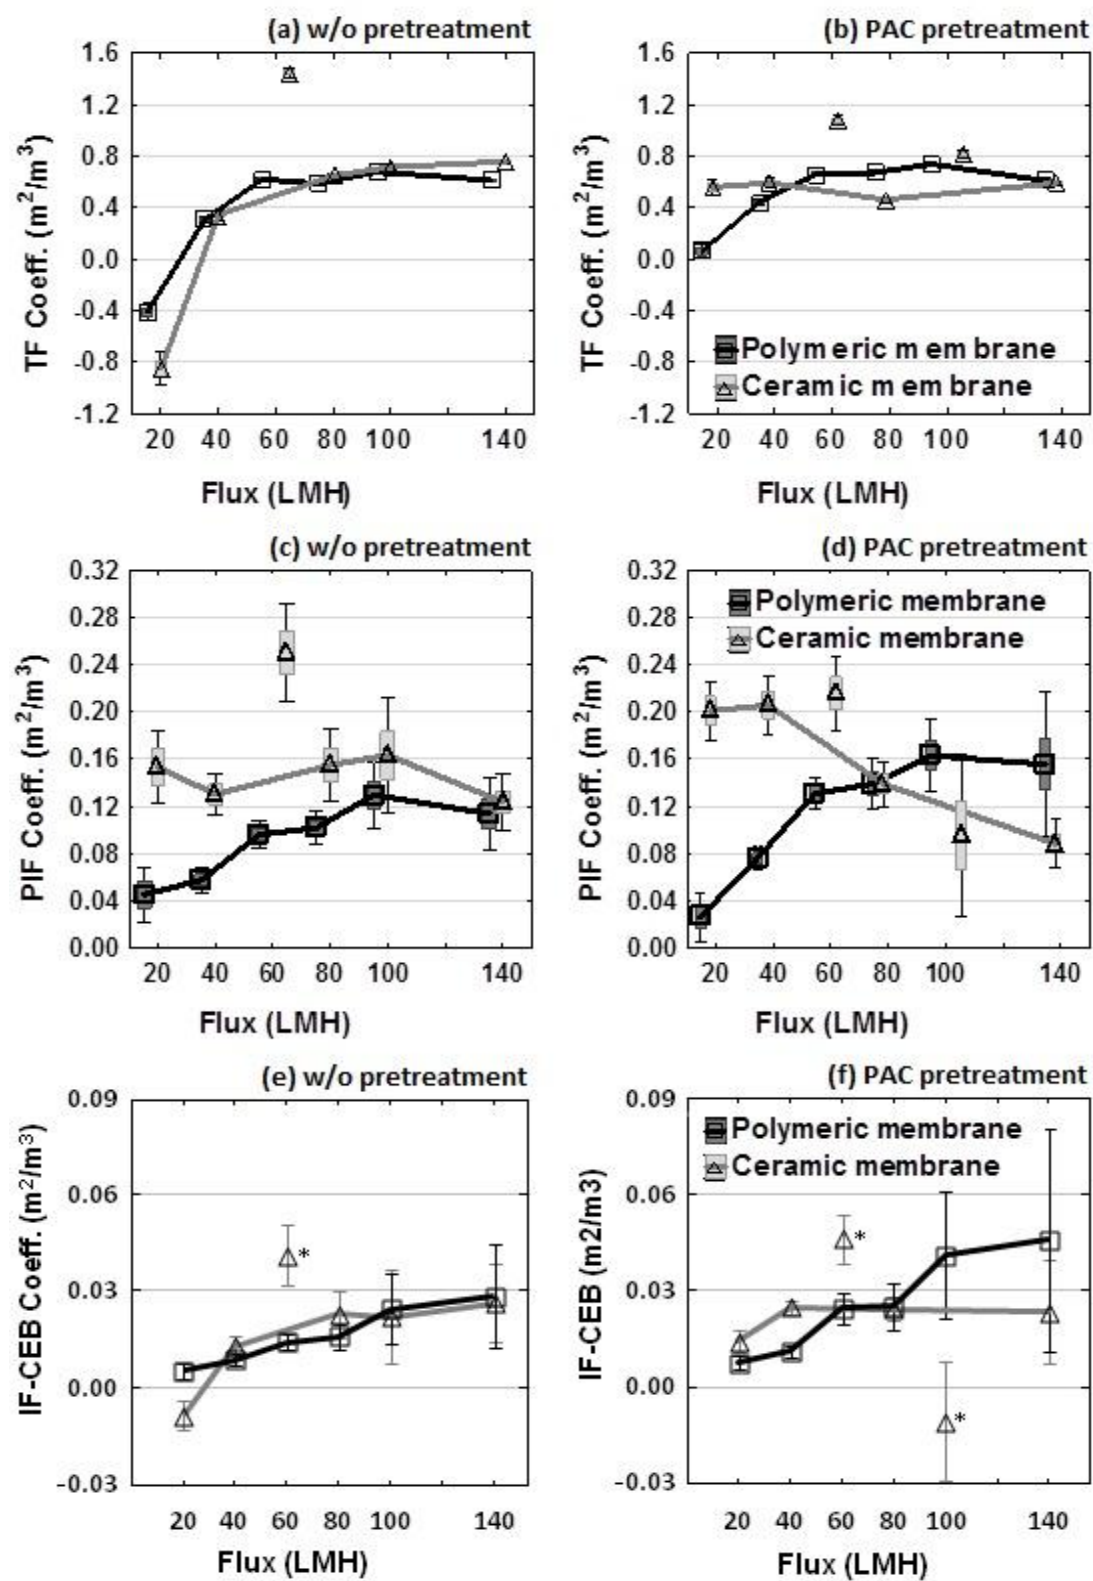 (a) w/o pretreatment
TF Coeff. (m²/m³)
1.6
1.2
0.8
0.4
0.0
-0.4
-0.8
-1.2
20 40 60 80 100 140
Flux (LMH)
(b) PAC pretreatment
TF Coeff. (m²/m³)
1.6
1.2
0.8
0.4
0.0
-0.4
-0.8
-1.2
Polymeric membrane
Ceramic membrane
20 40 60 80 100 140
Flux (LMH)
(c) w/o pretreatment
PIF Coeff. (m²/m³)
0.32
0.28
0.24
0.20
0.16
0.12
0.08
0.04
0.00
20 40 60 80 100 140
Flux (LMH)
(d) PAC pretreatment
PIF Coeff. (m²/m³)
0.32
0.28
0.24
0.20
0.16
0.12
0.08
0.04
0.00
Polymeric membrane
Ceramic membrane
20 40 60 80 100 140
Flux (LMH)
(e) w/o pretreatment
IF-CEB Coeff. (m²/m³)
0.09
0.06
0.03
0.00
-0.03
*
20 40 60 80 100 140
Flux (LMH)
(f) PAC pretreatment
IF-CEB (m2/m3)
0.09
0.06
0.03
0.00
-0.03
Polymeric membrane
Ceramic membrane
*
*
20 40 60 80 100 140
Flux (LMH)